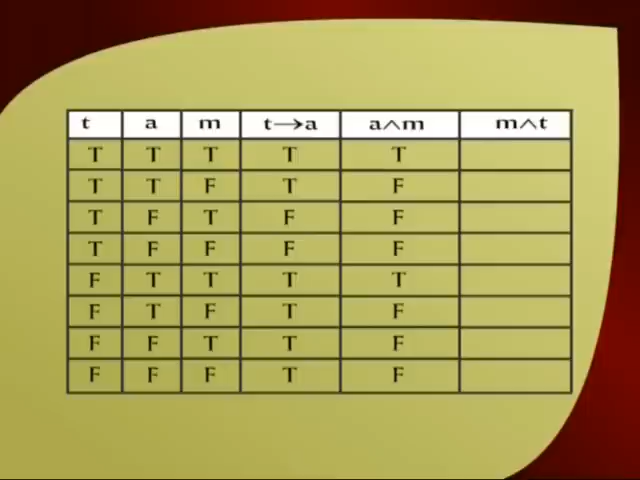 t a m t→a a∧m m∧t
T T T T T
T T F T F
T F T F F
T F F F F
F T T T T
F T F T F
F F T T F
F F F T F